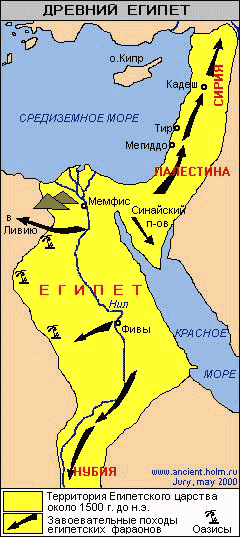 ДРЕВНИЙ ЕГИПЕТ
о.Кипр
Кадеш
СИРИЯ
СРЕДИЗЕМНОЕ МОРЕ
Тир
Мегиддо
ПАЛЕСТИНА
Мемфис
Синайский
п-ов
в
Ливию
ЕГИПЕТ
Нил
Фивы
КРАСНОЕ
МОРЕ
НУБИЯ
www.ancient.holm.ru
Jury, may 2000
Территория Египетского царства
около 1500 г. до н.э.
Завоевательные походы
египетских фараонов
Оазисы